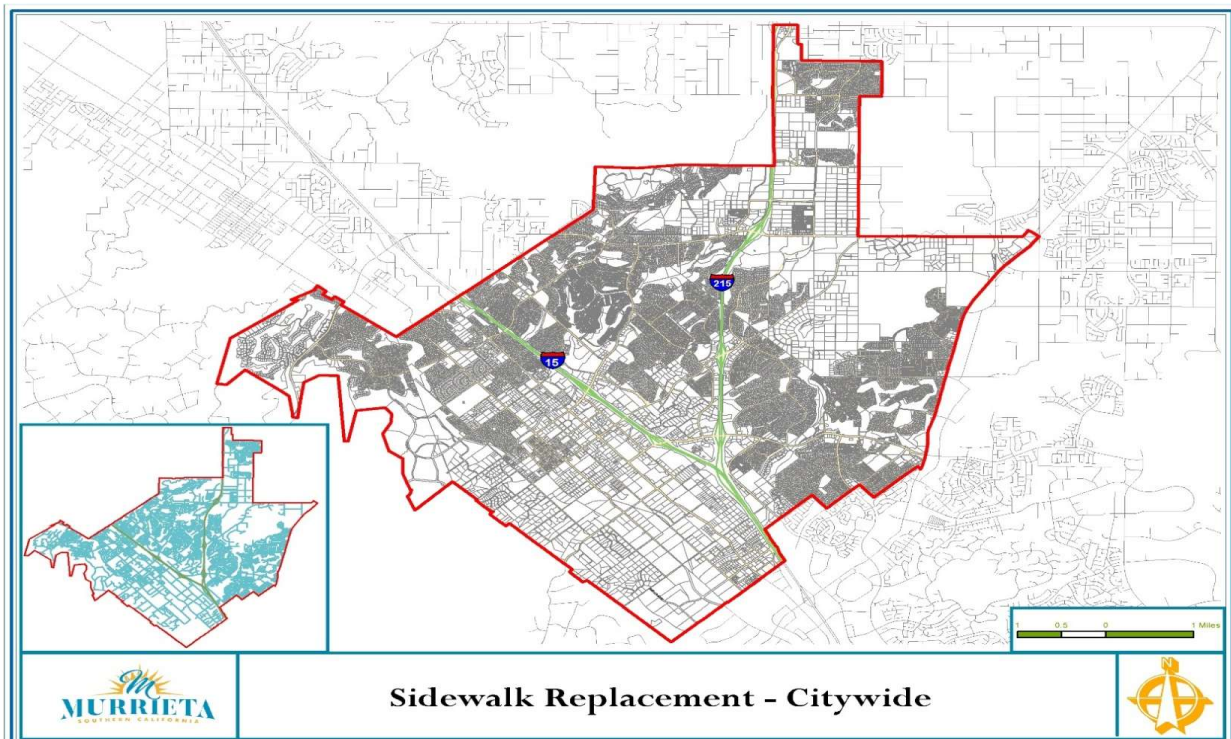 215
15
1 0.5 0 1 Miles
M
MURRIETA
SOUTHERN CALIFORNIA
Sidewalk Replacement - Citywide
N